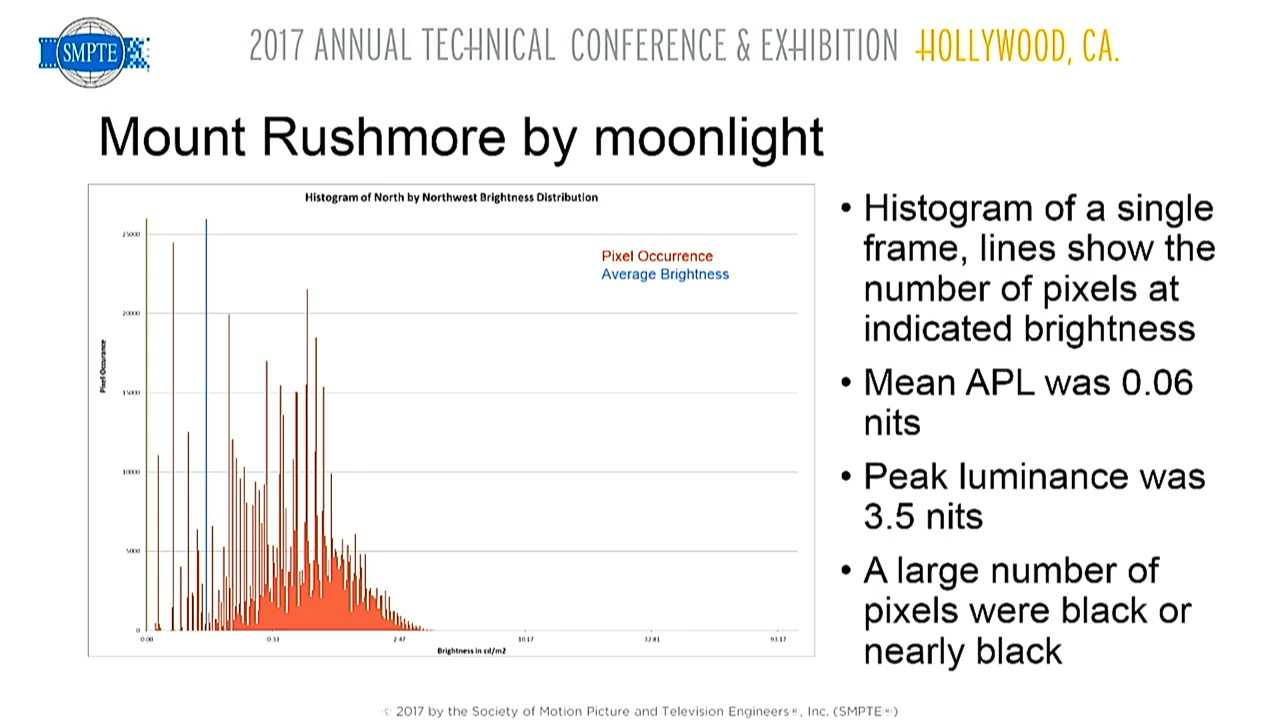 SMPTE
2017 ANNUAL TECHNICAL CONFERENCE & EXHIBITION HOLLYWOOD, CA.
Mount Rushmore by moonlight
Histogram of North by Northwest Brightness Distribution
Pixel Occurrence
Average Brightness
Pixel Occurance
25000
20000
15000
10000
5000
0
0.00
0.33
2.47
10.17
32.81
93.17
Brightness in cd/m2
• Histogram of a single
frame, lines show the
number of pixels at
indicated brightness
• Mean APL was 0.06
nits
• Peak luminance was
3.5 nits
• A large number of
pixels were black or
nearly black
© 2017 by the Society of Motion Picture and Television Engineers®, Inc. (SMPTE®)